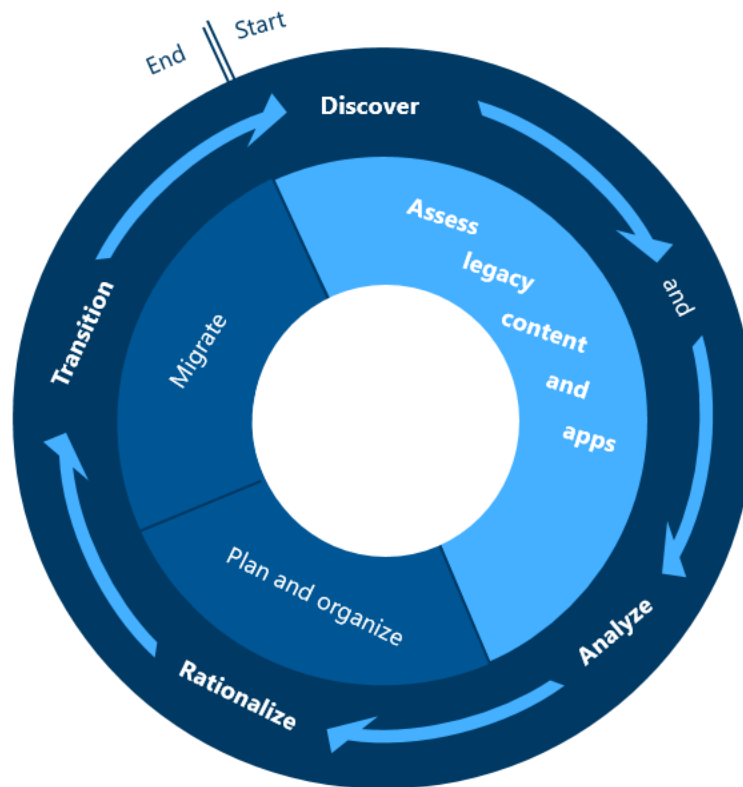 End
Start
Discover
and
Analyze
Rationalize
Transition
Assess
legacy
content
and
apps
Plan and organize
Migrate